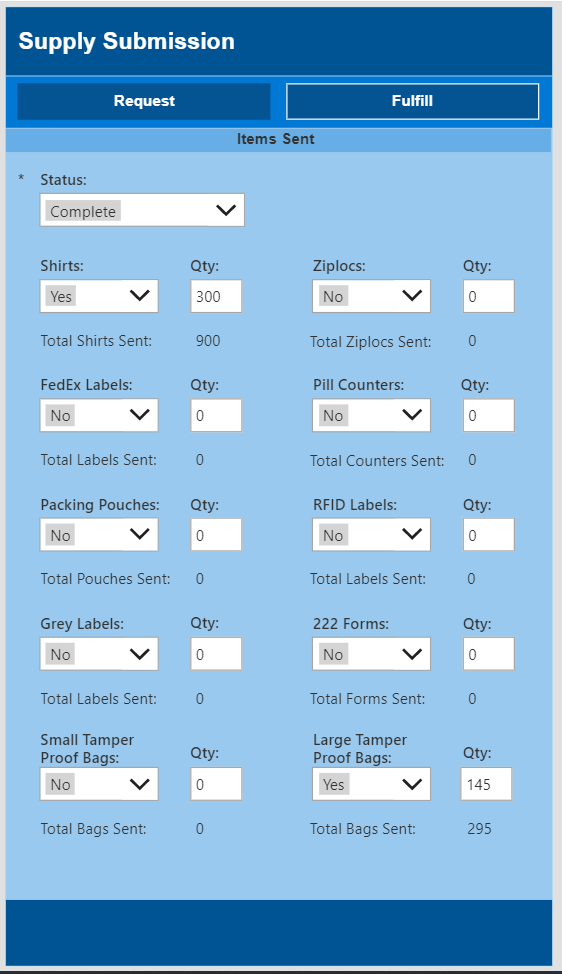 Supply Submission
Request Fulfill
Items Sent
* Status:
Complete
Shirts: Qty: Ziplocs: Qty:
Yes 300 No 0
Total Shirts Sent: 900 Total Ziplocs Sent: 0
FedEx Labels: Qty: Pill Counters: Qty:
No 0 No 0
Total Labels Sent: 0 Total Counters Sent: 0
Packing Pouches: Qty: RFID Labels: Qty:
No 0 No 0
Total Pouches Sent: 0 Total Labels Sent: 0
Grey Labels: Qty: 222 Forms: Qty:
No 0 No 0
Total Labels Sent: 0 Total Forms Sent: 0
Small Tamper Large Tamper
Proof Bags: Qty: Proof Bags: Qty:
No 0 Yes 145
Total Bags Sent: 0 Total Bags Sent: 295